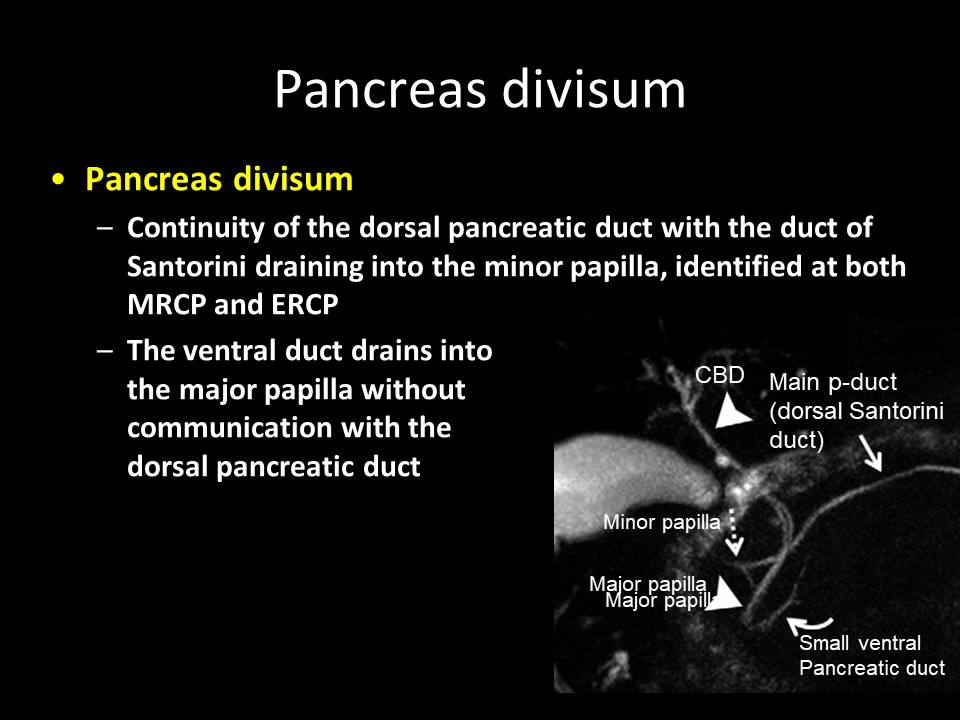 Pancreas divisum
• Pancreas divisum
– Continuity of the dorsal pancreatic duct with the duct of
Santorini draining into the minor papilla, identified at both
MRCP and ERCP
– The ventral duct drains into
the major papilla without
communication with the
dorsal pancreatic duct
CBD
Main p-duct
(dorsal Santorini
duct)
Minor papilla
Major papilla
Major papilla
Small ventral
Pancreatic duct